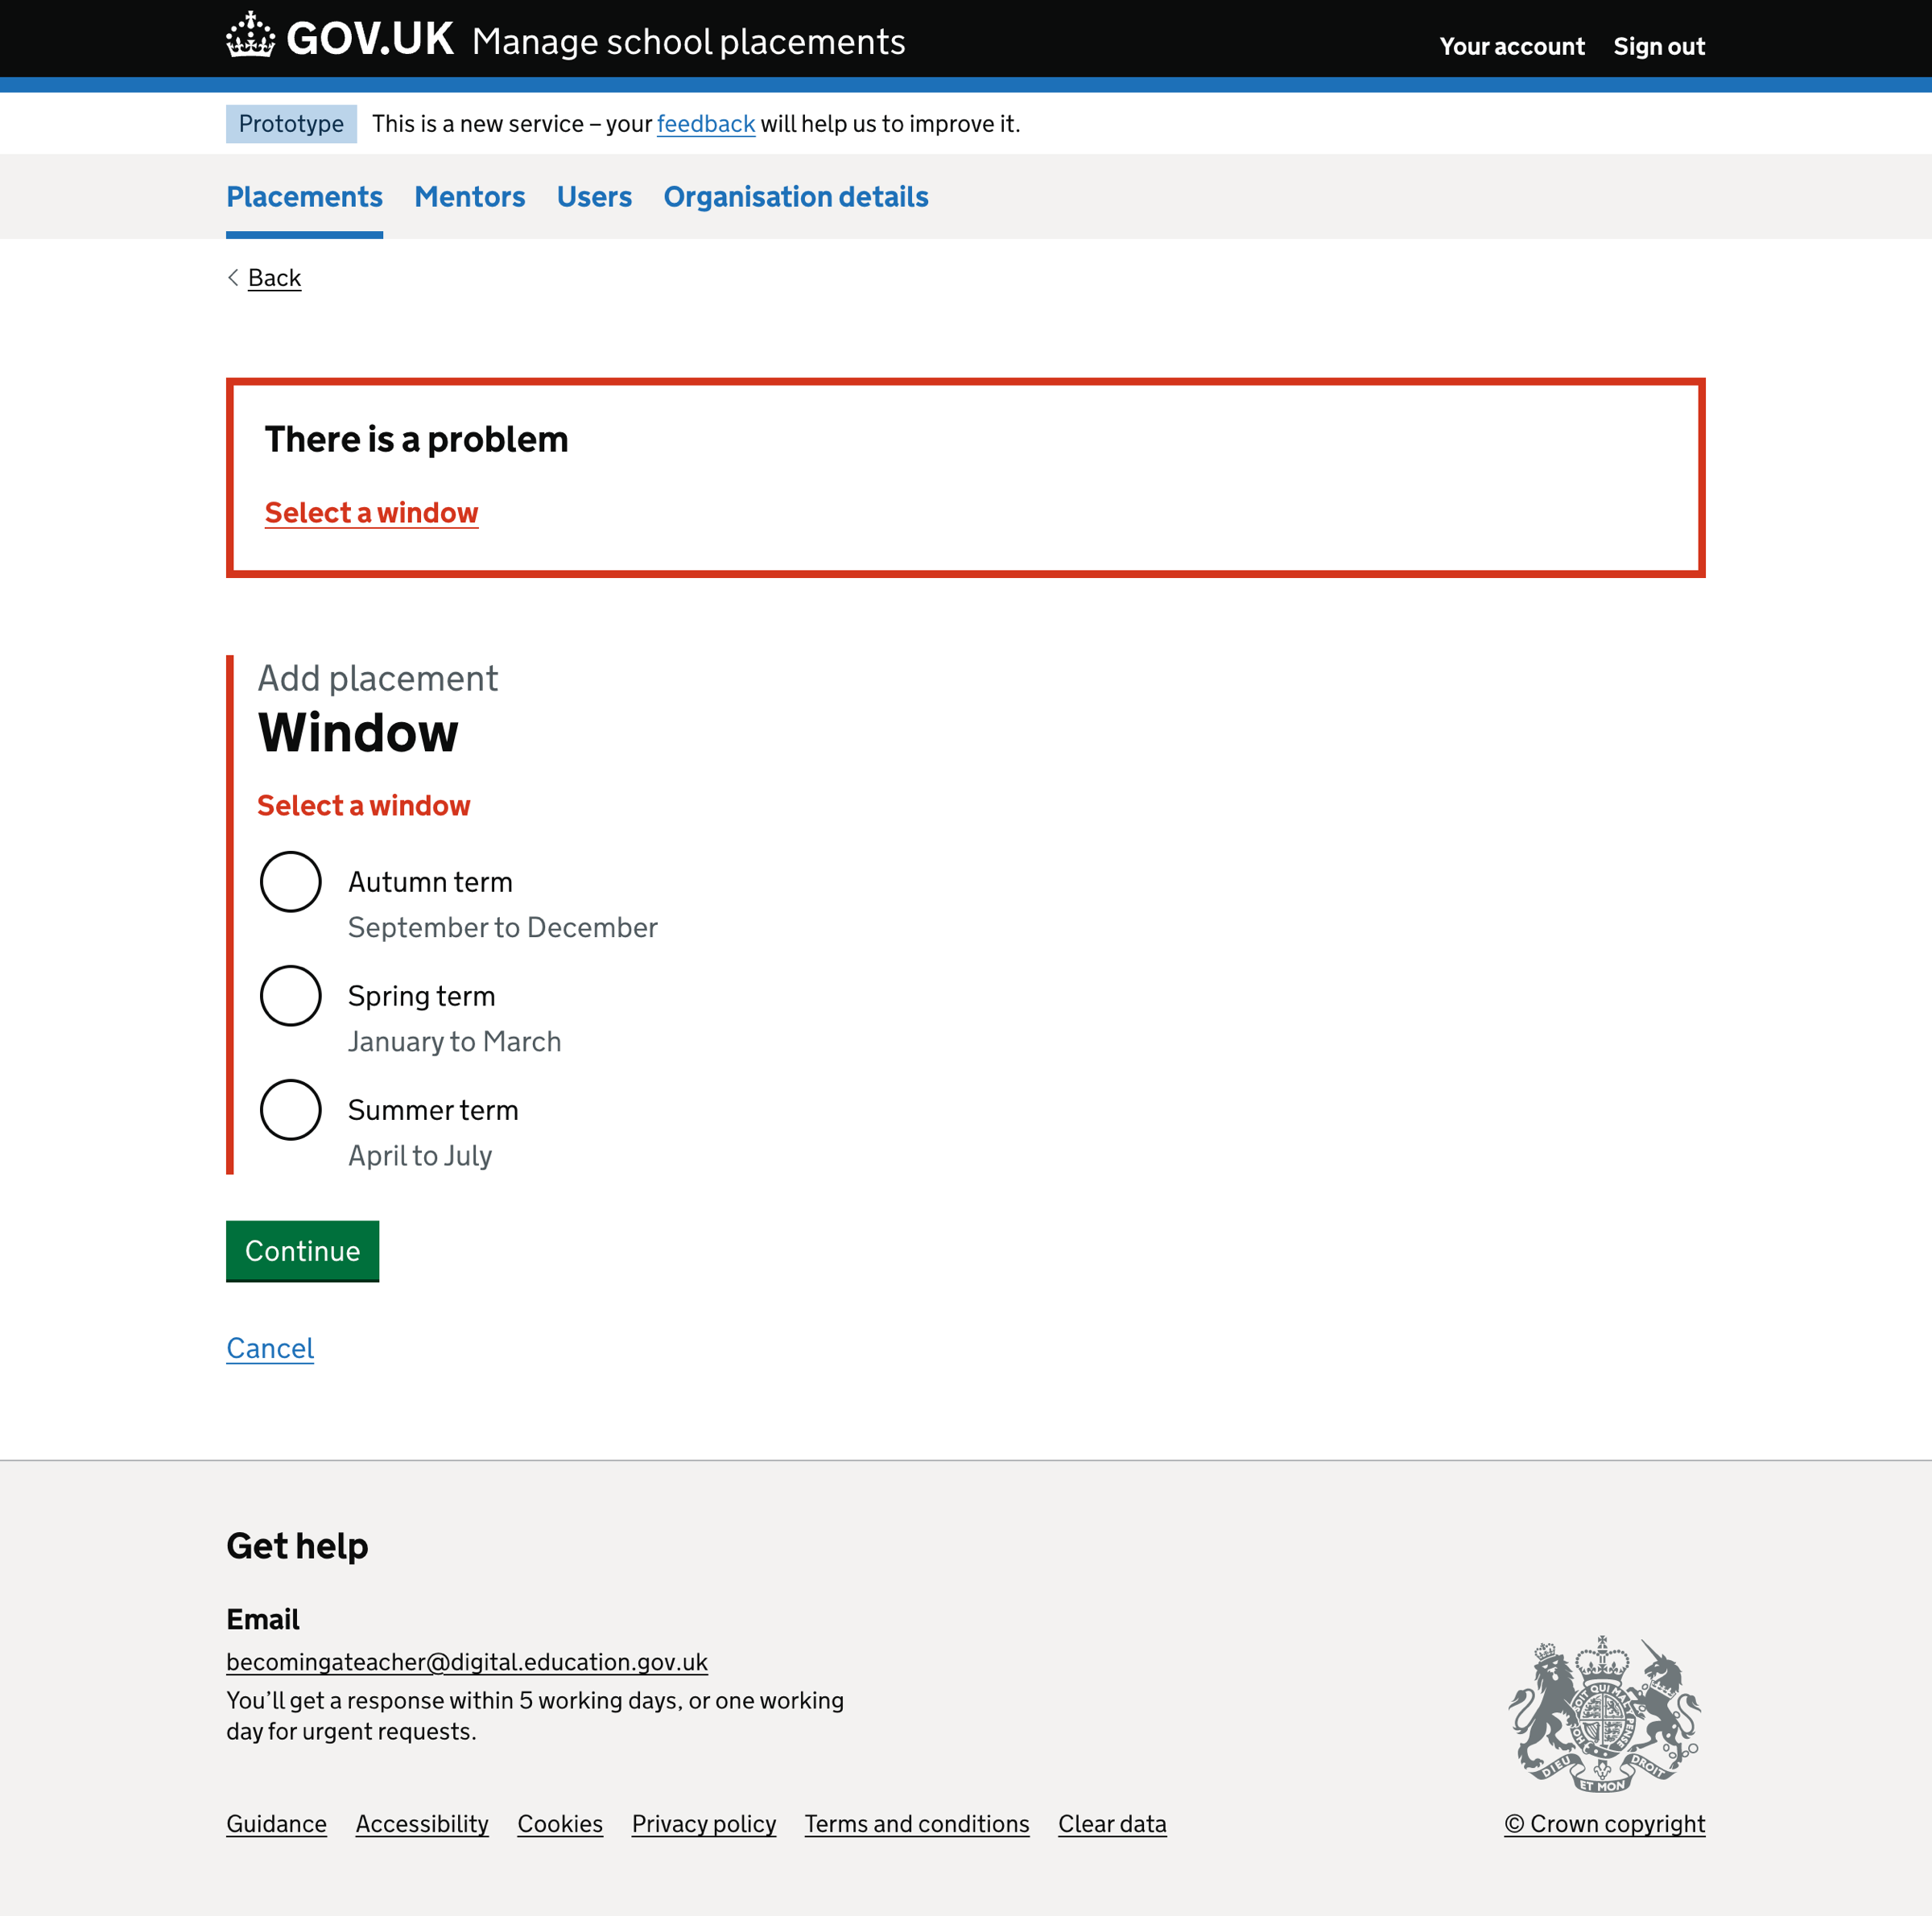 GOV.UK Manage school placements Your account Sign out
Prototype This is a new service – your feedback will help us to improve it.
Placements Mentors Users Organisation details
Back
There is a problem
Select a window
Add placement
Window
Select a window
Autumn term
September to December
Spring term
January to March
Summer term
April to July
Continue
Cancel
Get help
Email
becomingateacher@digital.education.gov.uk
You’ll get a response within 5 working days, or one working
day for urgent requests.
DIEU ET MON DROIT
Guidance Accessibility Cookies Privacy policy Terms and conditions Clear data © Crown copyright